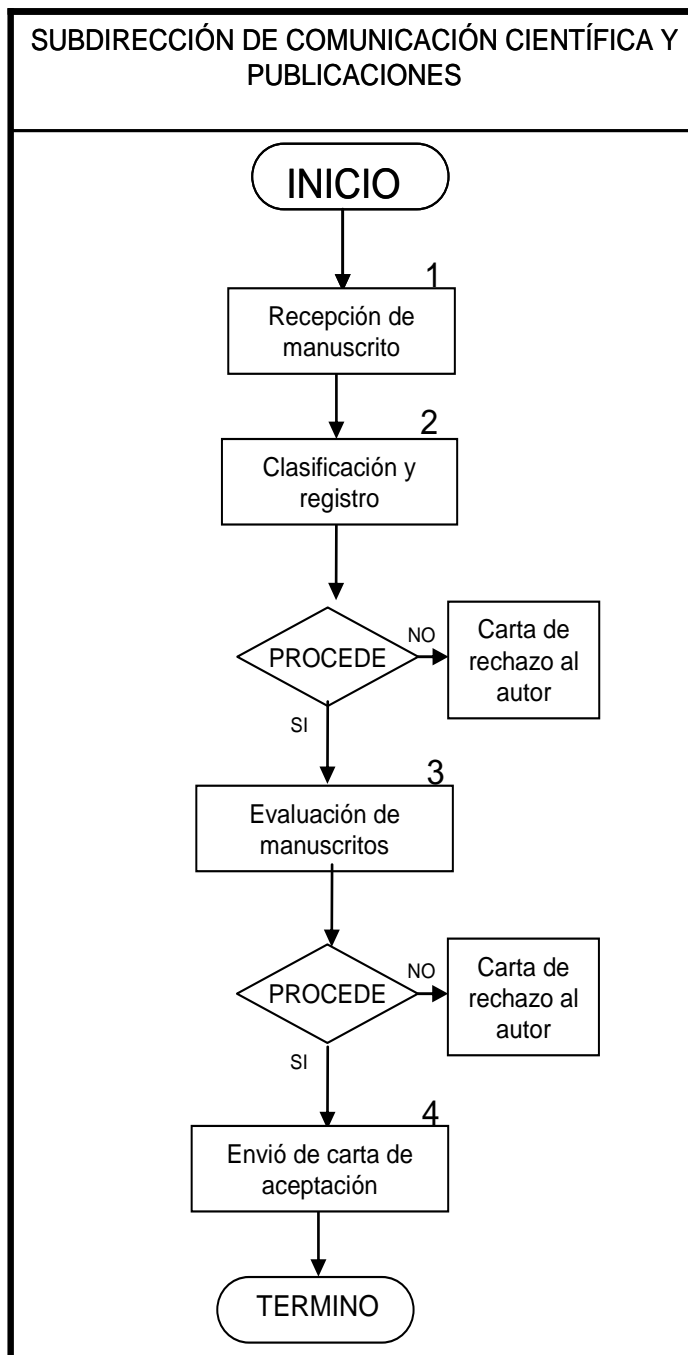 SUBDIRECCIÓN DE COMUNICACIÓN CIENTÍFICA Y
PUBLICACIONES
INICIO
1
Recepción de
manuscrito
2
Clasificación y
registro
PROCEDE
NO
Carta de
rechazo al
autor
SI
3
Evaluación de
manuscritos
PROCEDE
NO
Carta de
rechazo al
autor
SI
4
Envió de carta de
aceptación
TERMINO